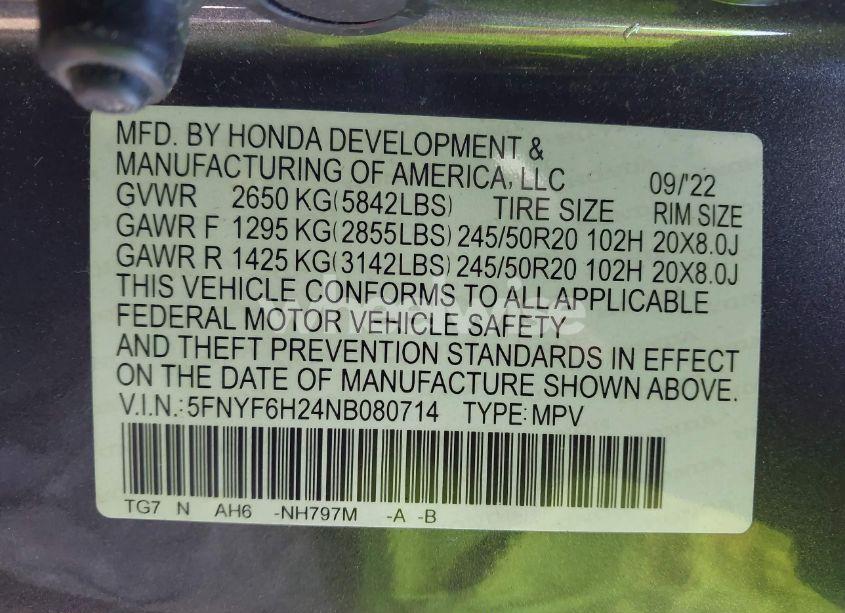 MFD. BY HONDA DEVELOPMENT &
MANUFACTURING OF AMERICA, LLC 09/'22
GVWR 2650 KG(5842LBS) TIRE SIZE RIM SIZE
GAWR F 1295 KG(2855LBS) 245/50R20 102H 20X8.0J
GAWR R 1425 KG(3142LBS) 245/50R20 102H 20X8.0J
THIS VEHICLE CONFORMS TO ALL APPLICABLE
FEDERAL MOTOR VEHICLE SAFETY
AND THEFT PREVENTION STANDARDS IN EFFECT
ON THE DATE OF MANUFACTURE SHOWN ABOVE.
V.I.N.:5FNYF6H24NB080714 TYPE:MPV
TG7 N AH6 -NH797M -A -B